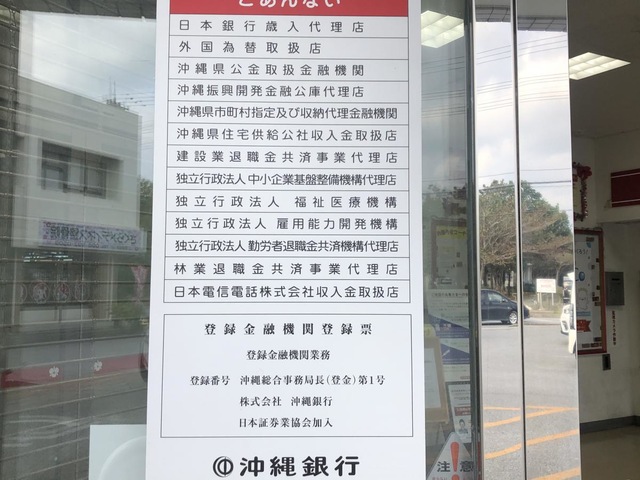 ごあんない
日本銀行歳入代理店
外国為替取扱店
沖縄県公金取扱金融機関
沖縄振興開発金融公庫代理店
沖縄県市町村指定及び収納代理金融機関
沖縄県住宅供給公社収入金取扱店
建設業退職金共済事業代理店
独立行政法人 中小企業基盤整備機構代理店
独立行政法人 福祉医療機構
独立行政法人 雇用能力開発機構
独立行政法人 勤労者退職金共済機構代理店
林業退職金共済事業代理店
日本電信電話株式会社収入金取扱店
登録金融機関登録票
登録金融機関業務
登録番号 沖縄総合事務局長(登金)第1号
株式会社 沖縄銀行
日本証券業協会加入
沖縄銀行
注意